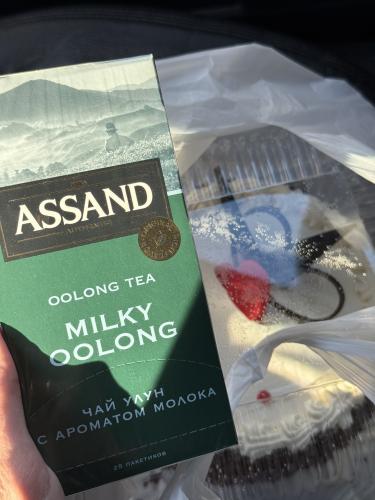 ASSAND
OOLONG TEA
MILKY
OOLONG
ЧАЙ УЛУН
С АРОМАТОМ МОЛОКА
25 пакетиков